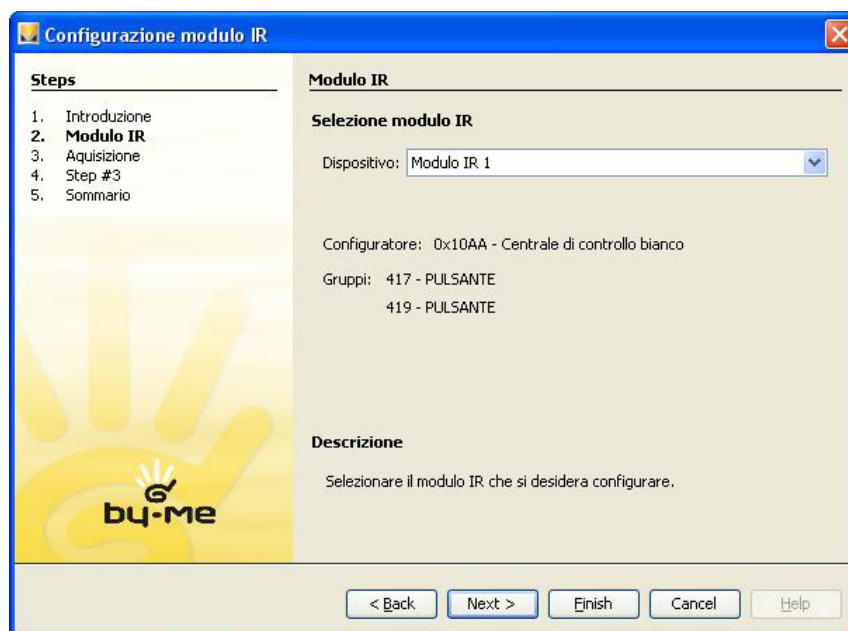 Configurazione modulo IR
Steps
1. Introduzione
2. Modulo IR
3. Aquisizione
4. Step #3
5. Sommario
by-me
Modulo IR
Selezione modulo IR
Dispositivo: Modulo IR 1
Configuratore: 0x10AA - Centrale di controllo bianco
Gruppi: 417 - PULSANTE
419 - PULSANTE
Descrizione
Selezionare il modulo IR che si desidera configurare.
< Back Next > Finish Cancel Help